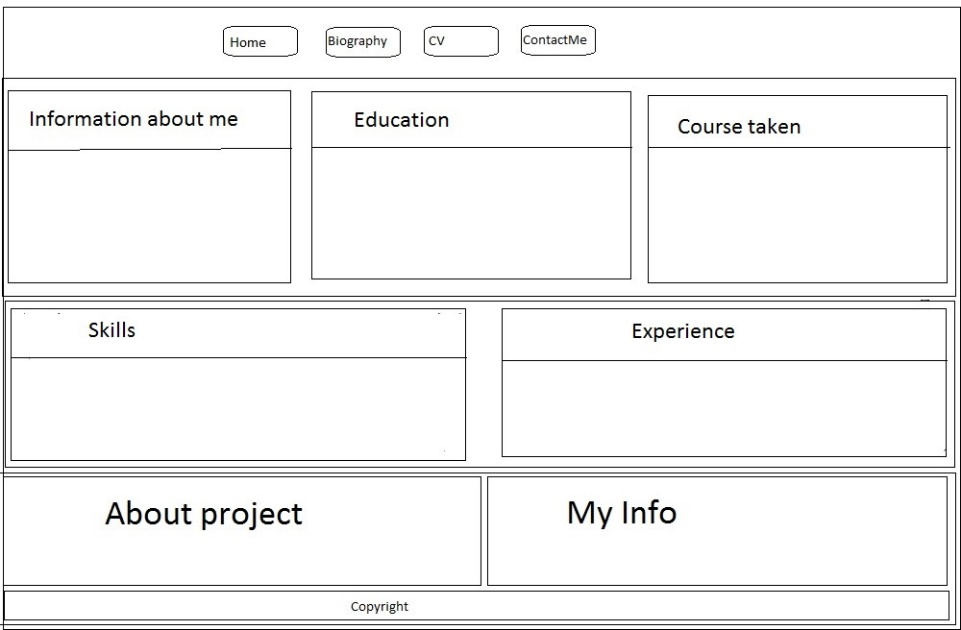 Home
Biography
CV
ContactMe
Information about me
Education
Course taken
Skills
Experience
About project
My Info
Copyright